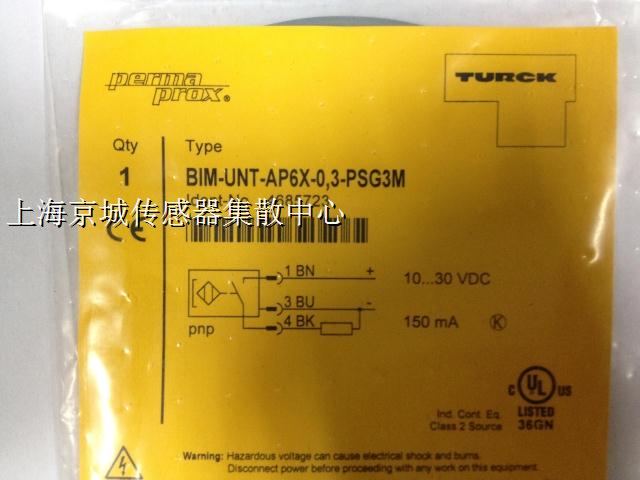 perma
prox®
TURCK
Qty
Type
1
BIM-UNT-AP6X-0,3-PSG3M
Ident-No.
上海京城传感器集散中心
CE
1 BN
+
10...30 VDC
3 BU
-
4 BK
150 mA
K
pnp
C UL US
LISTED
36GN
Ind. Cont. Eq.
Class 2 Source
Warning: Hazardous voltage can cause electrical shock and burns.
Disconnect power before proceeding with any work on this equipment.